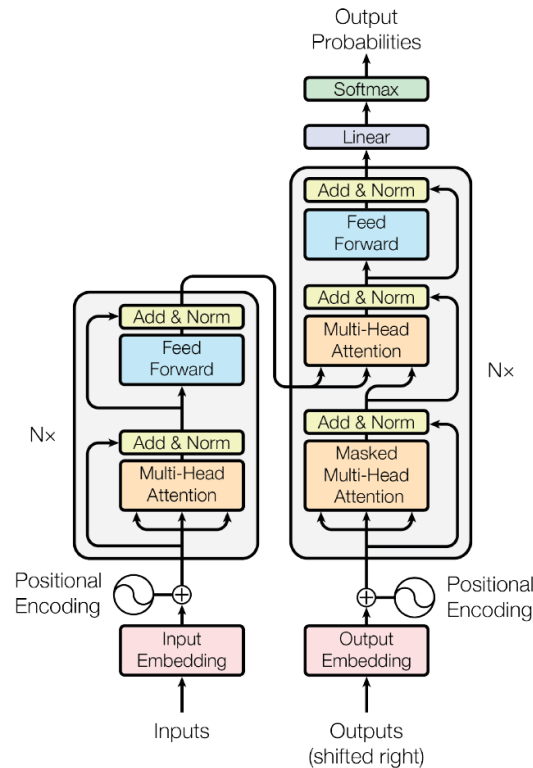 Output
Probabilities
Softmax
Linear
Add & Norm
Feed
Forward
Add & Norm
Multi-Head
Attention
Add & Norm
Masked
Multi-Head
Attention
N×
Positional
Encoding
Output
Embedding
Outputs
(shifted right)
Add & Norm
Feed
Forward
Add & Norm
Multi-Head
Attention
N×
Positional
Encoding
Input
Embedding
Inputs